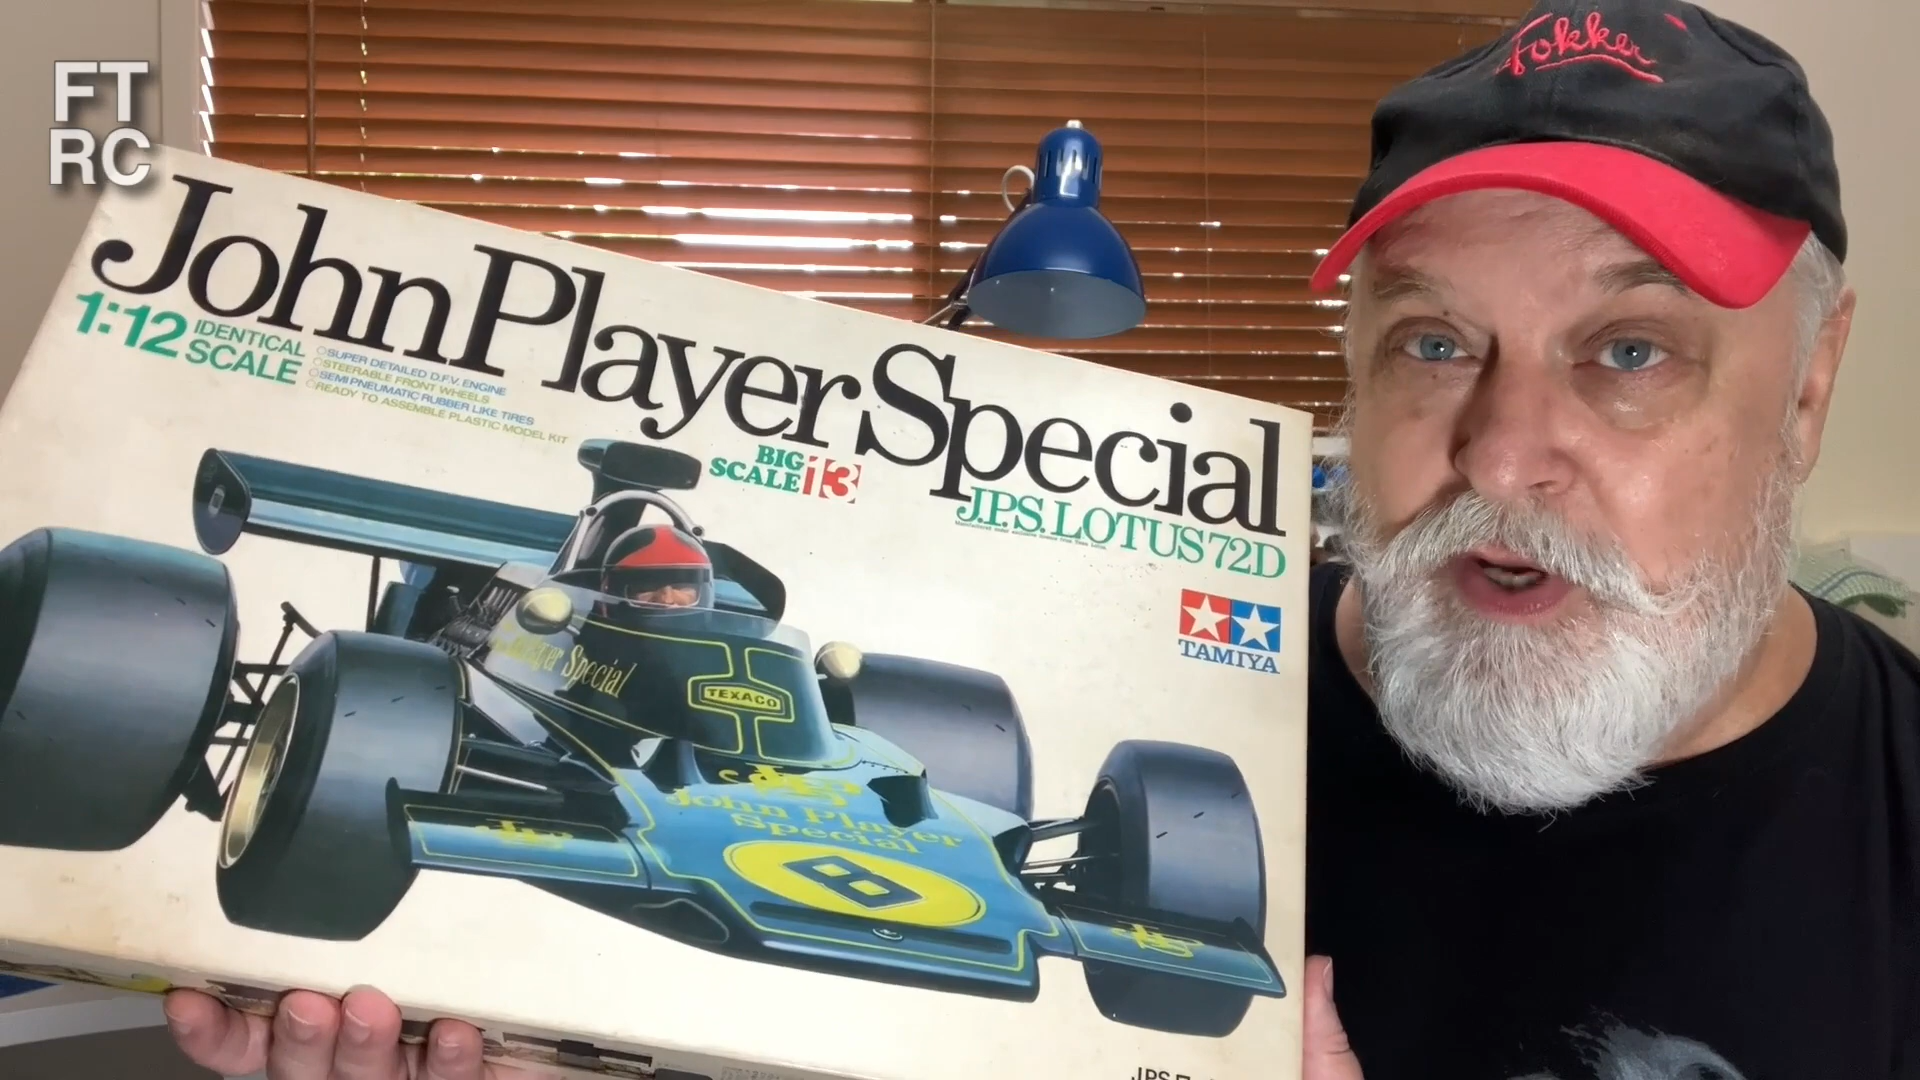 FT
RC
Fokker
John Player Special
1:12 IDENTICAL
SCALE
SUPER DETAILED D.F.V. ENGINE
STEERABLE FRONT WHEELS
SEMI PNEUMATIC RUBBER LIKE TIRES
READY TO ASSEMBLE PLASTIC MODEL KIT
BIG
SCALE 13
J.P.S. LOTUS 72D
TAMIYA
Player Special
TEXACO
John Player
Special
8